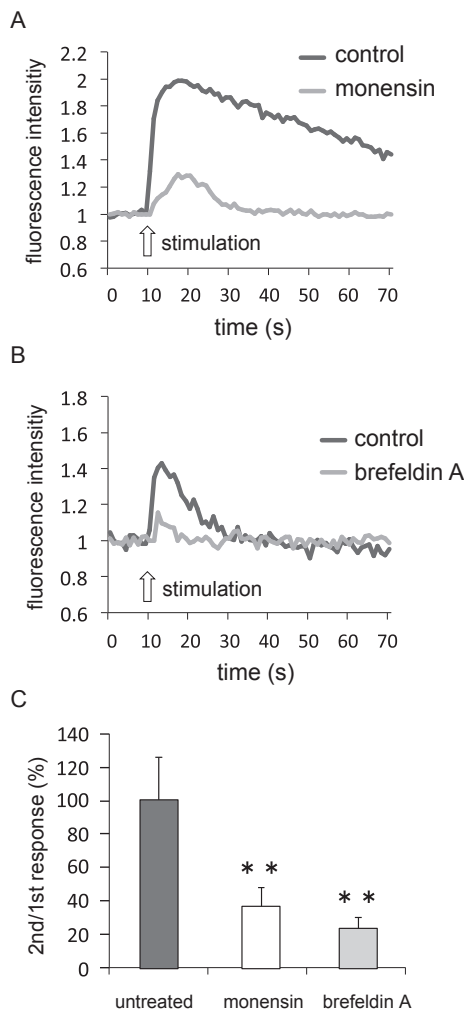 A
fluorescence intensitiy
2.2
2
1.8
1.6
1.4
1.2
1
0.8
0.6
control
monensin
stimulation
0 10 20 30 40 50 60 70
time (s)
B
fluorescence intensitiy
1.8
1.6
1.4
1.2
1
0.8
0.6
control
brefeldin A
stimulation
0 10 20 30 40 50 60 70
time (s)
C
2nd/1st response (%)
140
120
100
80
60
40
20
0
* *
* *
untreated monensin brefeldin A